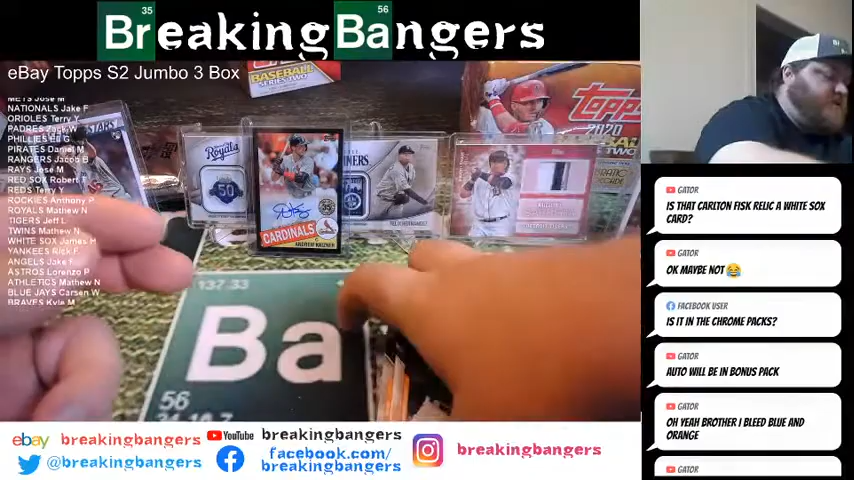 35
56
BreakingBangers
eBay Topps S2 Jumbo 3 Box
METS Jose M
NATIONALS Jake F
ORIOLES Terry Y
PADRES Zack W
PHILLIES Eli G
PIRATES Daniel M
RANGERS Jacob B
RAYS Jose M
RED SOX Robert T
REDS Terry Y
ROCKIES Anthony P
ROYALS Mathew N
TIGERS Jeff L
TWINS Mathew N
WHITE SOX James H
YANKEES Rick F
ANGELS Jake F
ASTROS Lorenzo P
ATHLETICS Mathew N
BLUE JAYS Carsen W
BRAVES Kyle M
BASEBALL
SERIES TWO
TOPPS
2020
Royals
50
CARDINALS
137.33
Ba
56
GATOR
IS THAT CARLTON FISK RELIC A WHITE SOX
CARD?
GATOR
OK MAYBE NOT 😂
FACEBOOK USER
IS IT IN THE CHROME PACKS?
GATOR
AUTO WILL BE IN BONUS PACK
GATOR
OH YEAH BROTHER I BLEED BLUE AND
ORANGE
GATOR
ebay breakingbangers
YouTube breakingbangers
@breakingbangers
facebook.com/
breakingbangers
breakingbangers